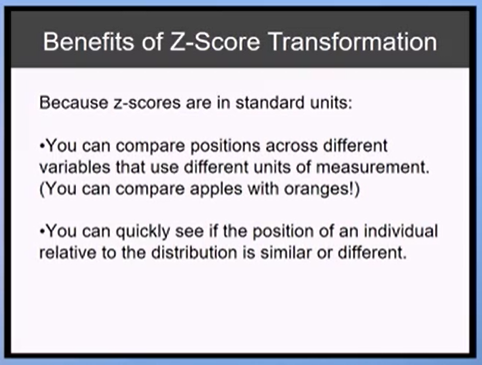 Benefits of Z-Score Transformation
Because z-scores are in standard units:
•You can compare positions across different
variables that use different units of measurement.
(You can compare apples with oranges!)
•You can quickly see if the position of an individual
relative to the distribution is similar or different.